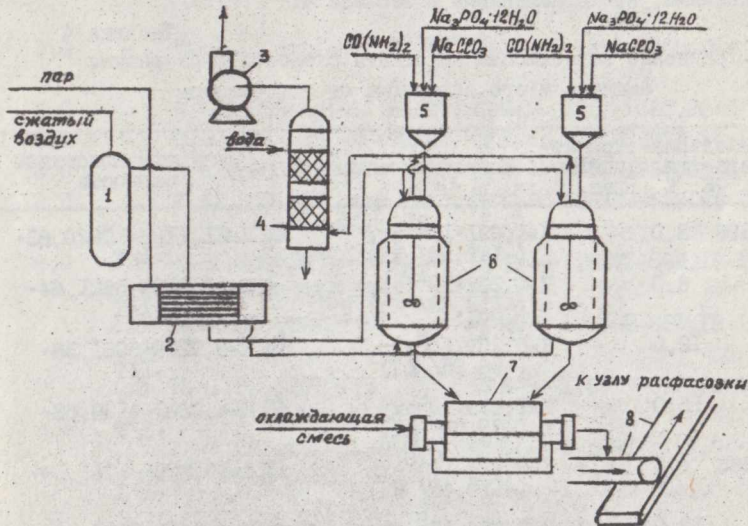 Na₃PO₄·12H₂O
Na₃PO₄·12H₂O
CO(NH₂)₂
NaClO₃
CO(NH₂)₂
NaClO₃
3
пар
5
5
сжатый
воздух
вода
1
4
6
2
7
к узлу расфасовки
8
охлаждающая
смесь